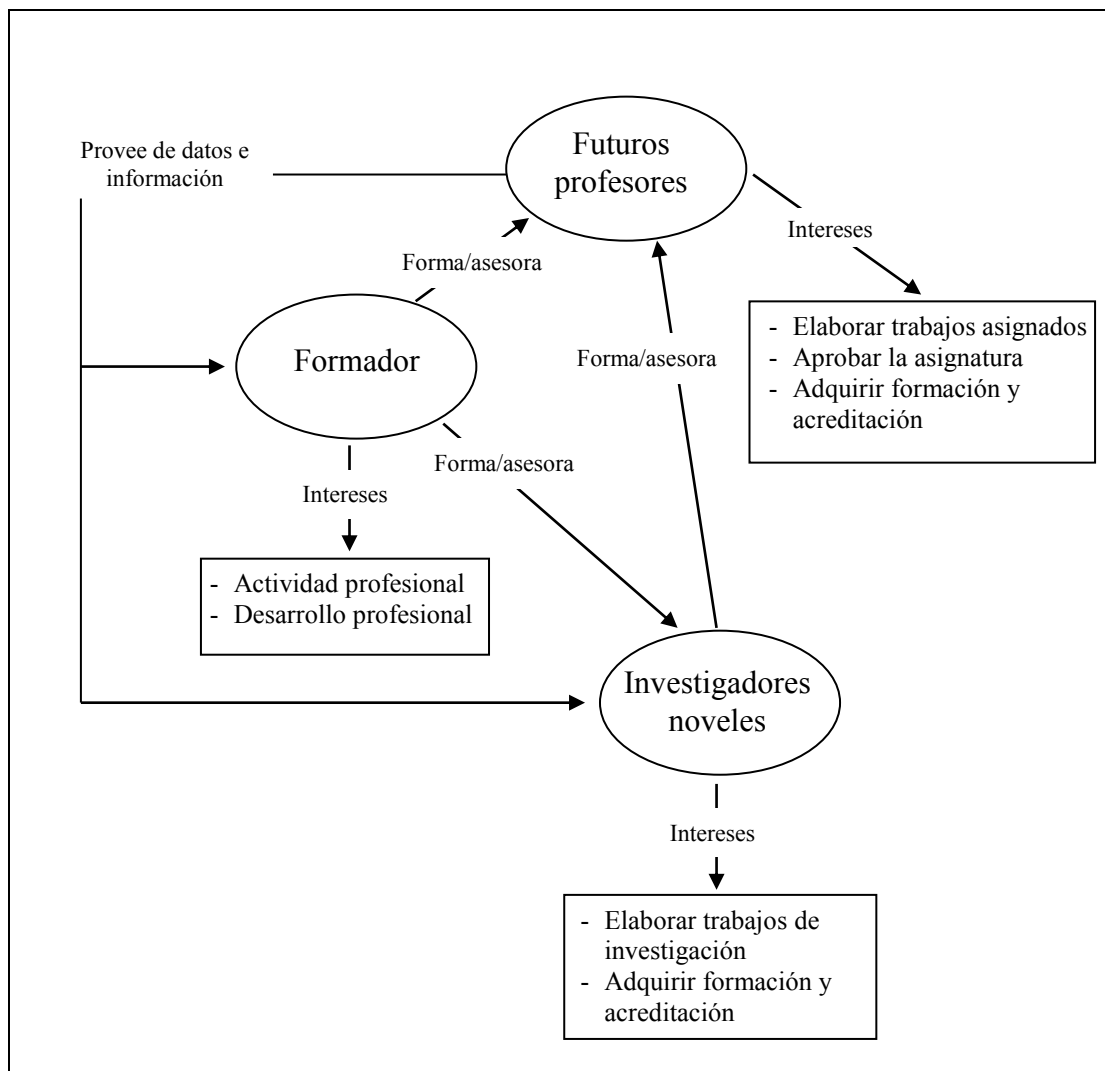 Futuros
profesores
Provee de datos e
información
Intereses
Forma/asesora
- Elaborar trabajos asignados
- Aprobar la asignatura
- Adquirir formación y
acreditación
Formador
Forma/asesora
Forma/asesora
Intereses
- Actividad profesional
- Desarrollo profesional
Investigadores
noveles
Intereses
- Elaborar trabajos de
investigación
- Adquirir formación y
acreditación